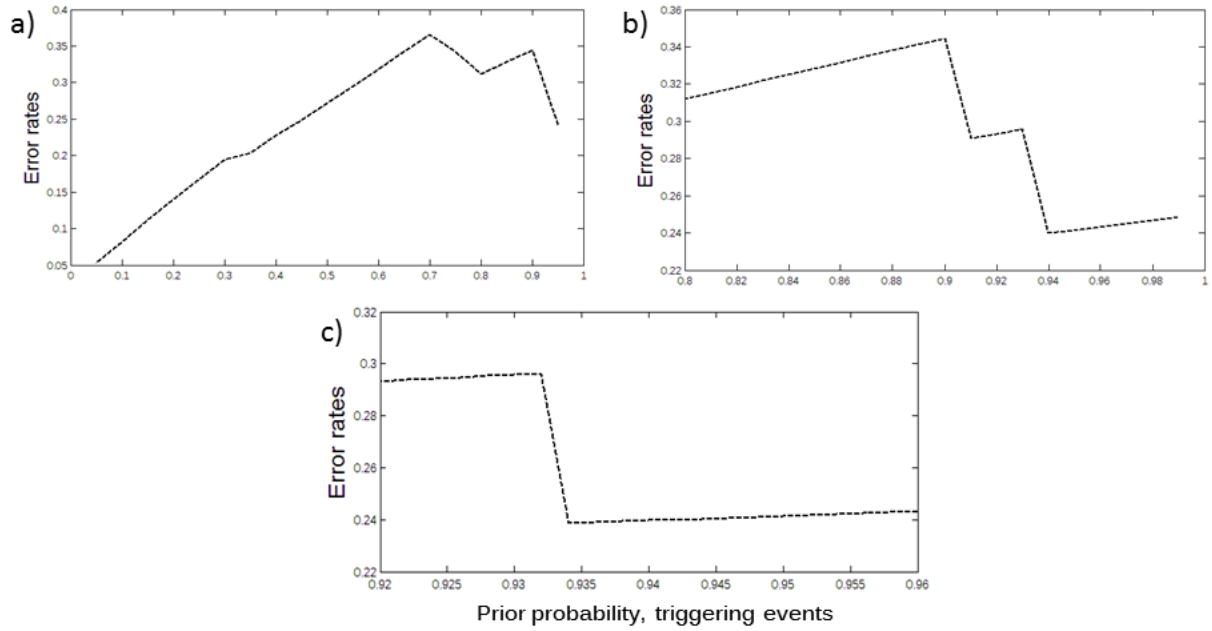 a)
Error rates
0.4
0.35
0.3
0.25
0.2
0.15
0.1
0.05
0 0.1 0.2 0.3 0.4 0.5 0.6 0.7 0.8 0.9 1
b)
Error rates
0.36
0.34
0.32
0.3
0.28
0.26
0.24
0.22
0.8 0.82 0.84 0.86 0.88 0.9 0.92 0.94 0.96 0.98 1
c)
Error rates
0.32
0.3
0.28
0.26
0.24
0.22
0.92 0.925 0.93 0.935 0.94 0.945 0.95 0.955 0.96
Prior probability, triggering events